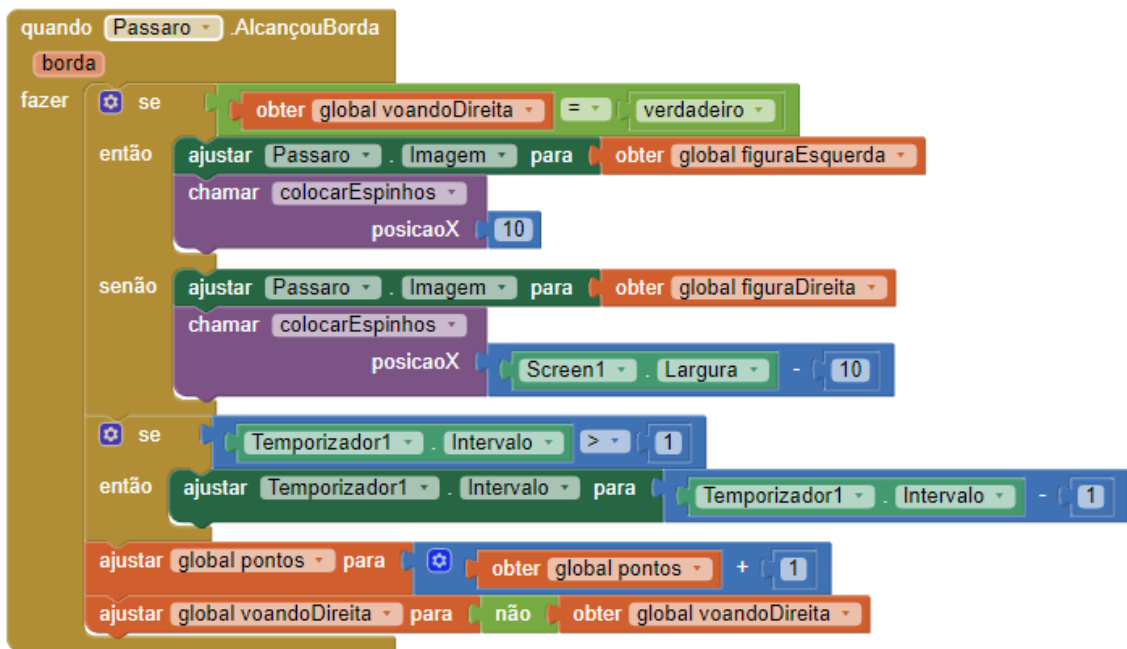 quando Passaro .AlcançouBorda
borda
fazer se obter global voandoDireita = verdadeiro
então ajustar Passaro . Imagem para obter global figuraEsquerda
chamar colocarEspinhos
posicaoX 10
senão ajustar Passaro . Imagem para obter global figuraDireita
chamar colocarEspinhos
posicaoX Screen1 . Largura - 10
se Temporizador1 . Intervalo > 1
então ajustar Temporizador1 . Intervalo para Temporizador1 . Intervalo - 1
ajustar global pontos para obter global pontos + 1
ajustar global voandoDireita para não obter global voandoDireita